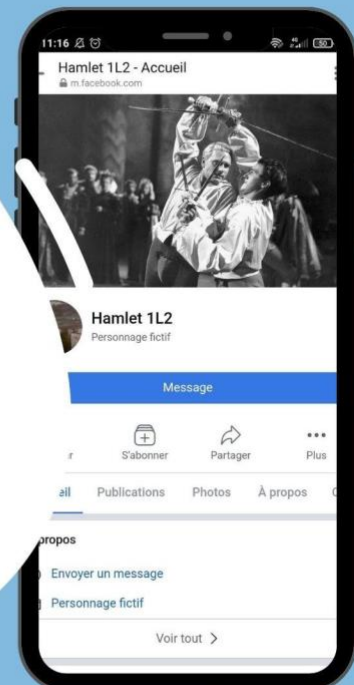 11:16
50
Hamlet 1L2 - Accueil
m.facebook.com
Hamlet 1L2
Personnage fictif
Message
S'abonner Partager Plus
Publications Photos À propos
Envoyer un message
Personnage fictif
Voir tout >